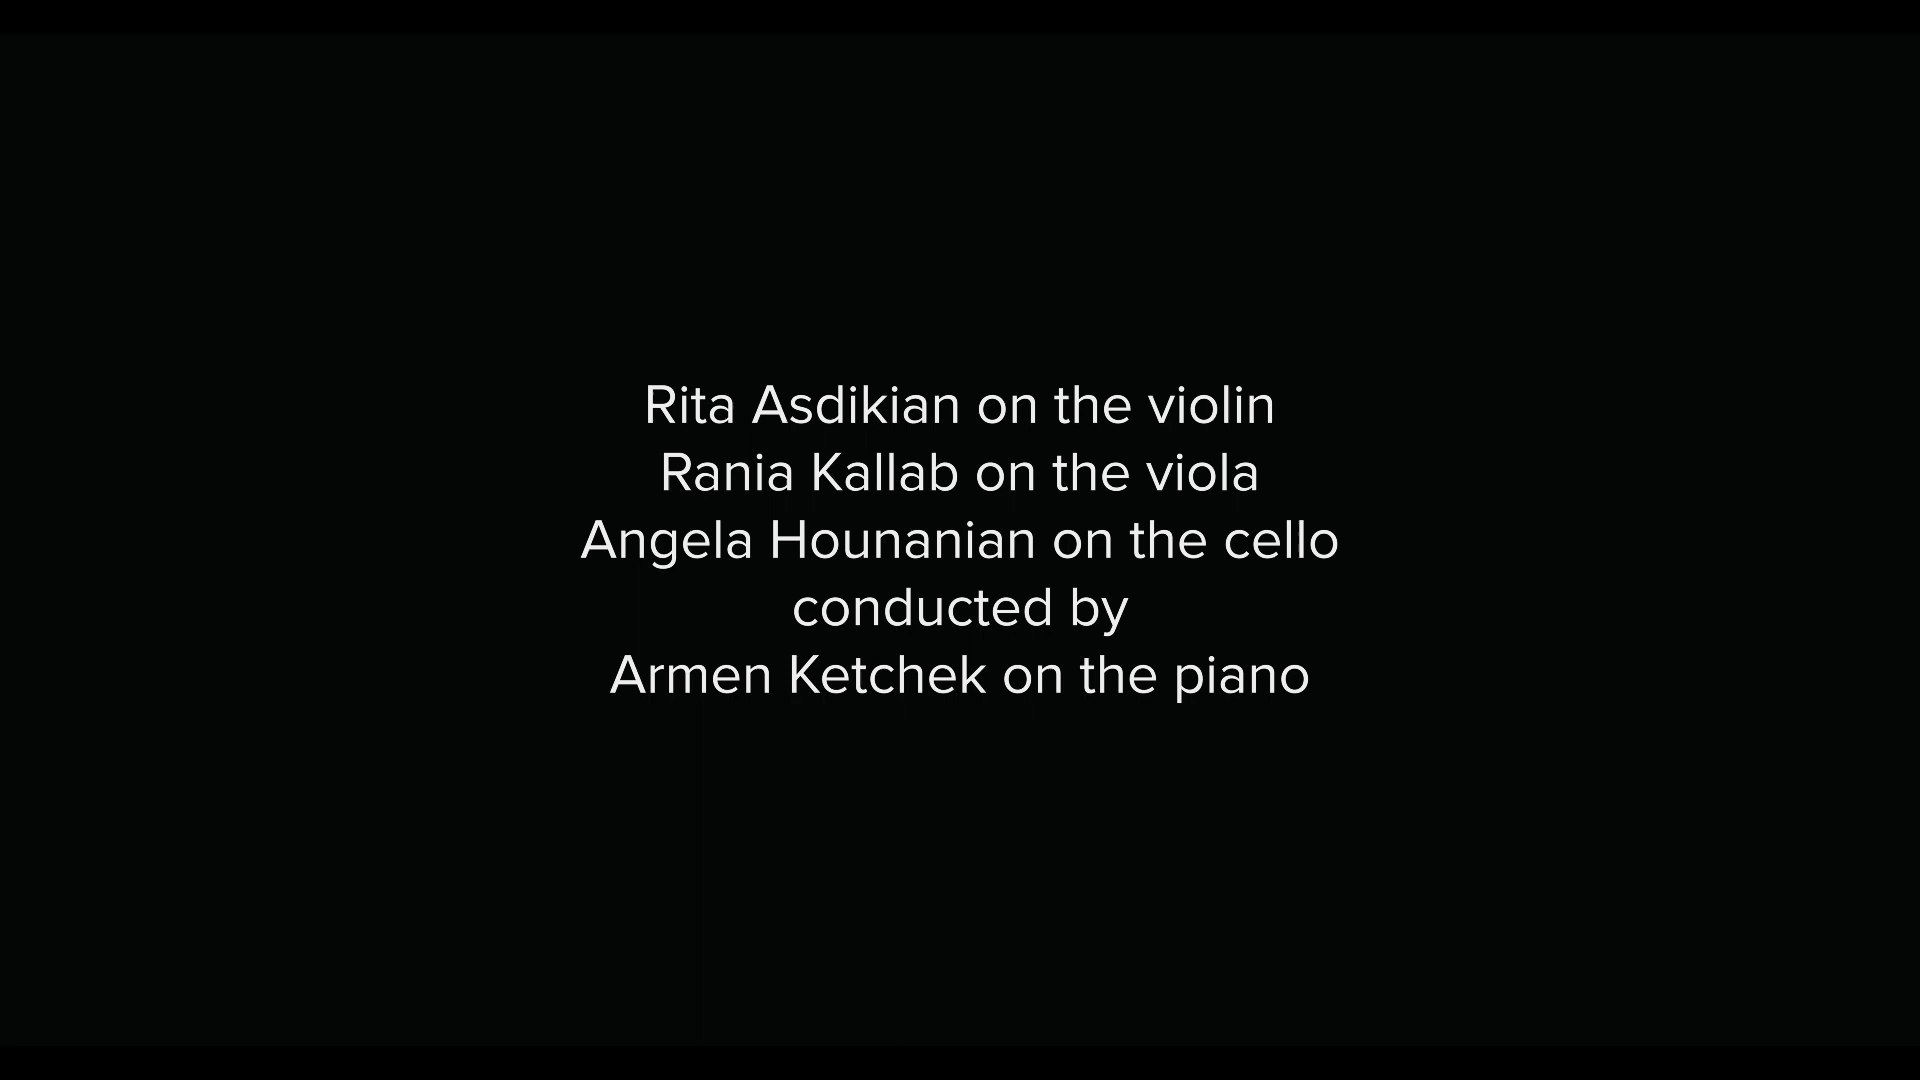 Rita Asdikian on the violin
Rania Kallab on the viola
Angela Hounanian on the cello
conducted by
Armen Ketchek on the piano